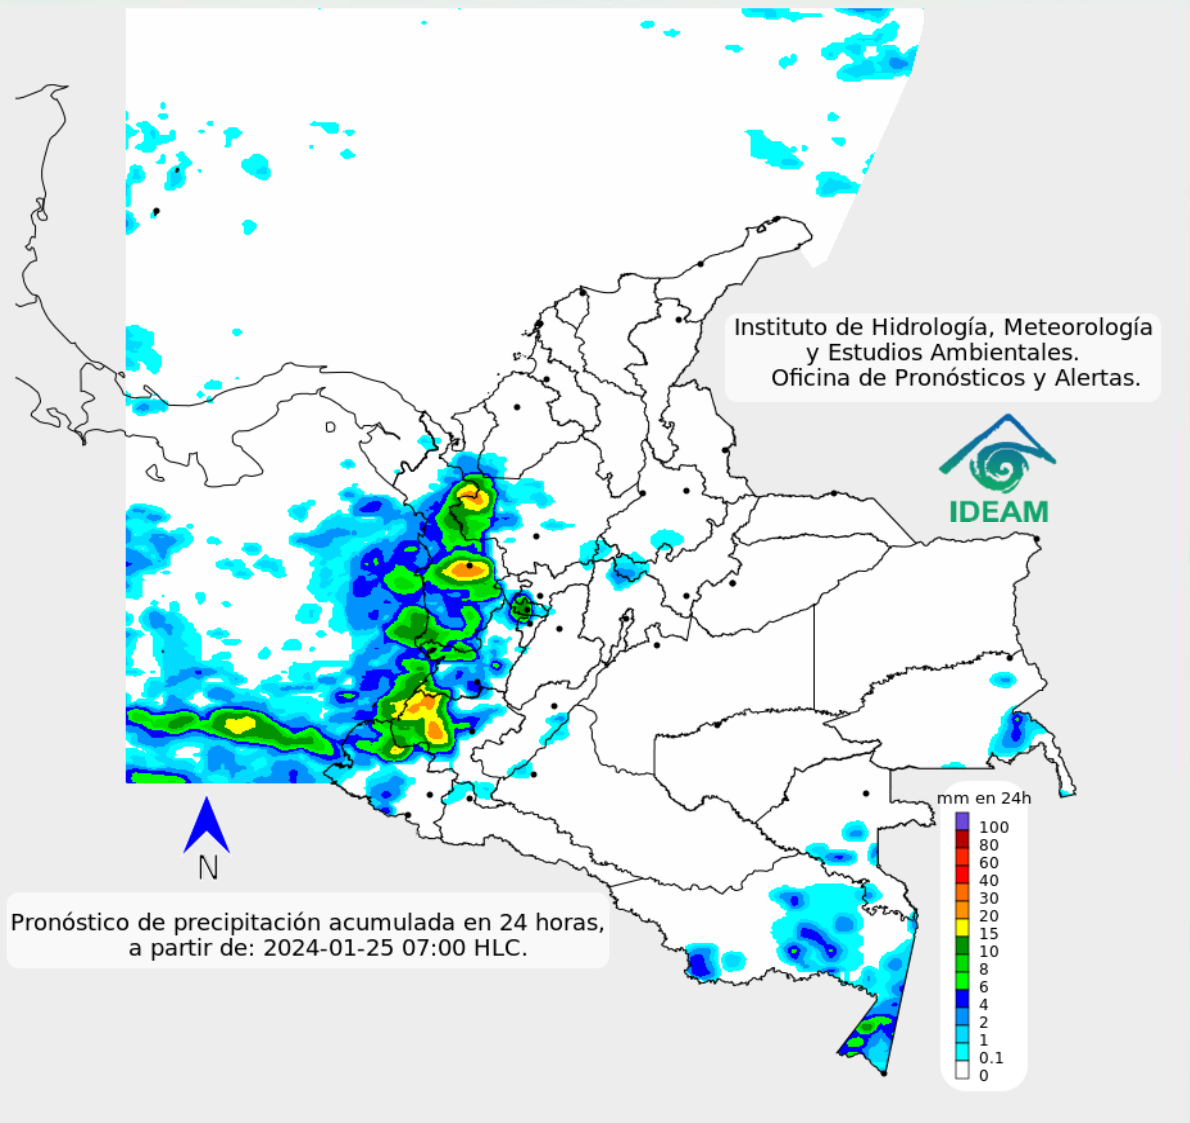 Instituto de Hidrología, Meteorología
y Estudios Ambientales.
Oficina de Pronósticos y Alertas.
IDEAM
mm en 24h
100
80
60
40
30
20
15
10
8
6
4
2
1
0.1
0
N
Pronóstico de precipitación acumulada en 24 horas,
a partir de: 2024-01-25 07:00 HLC.